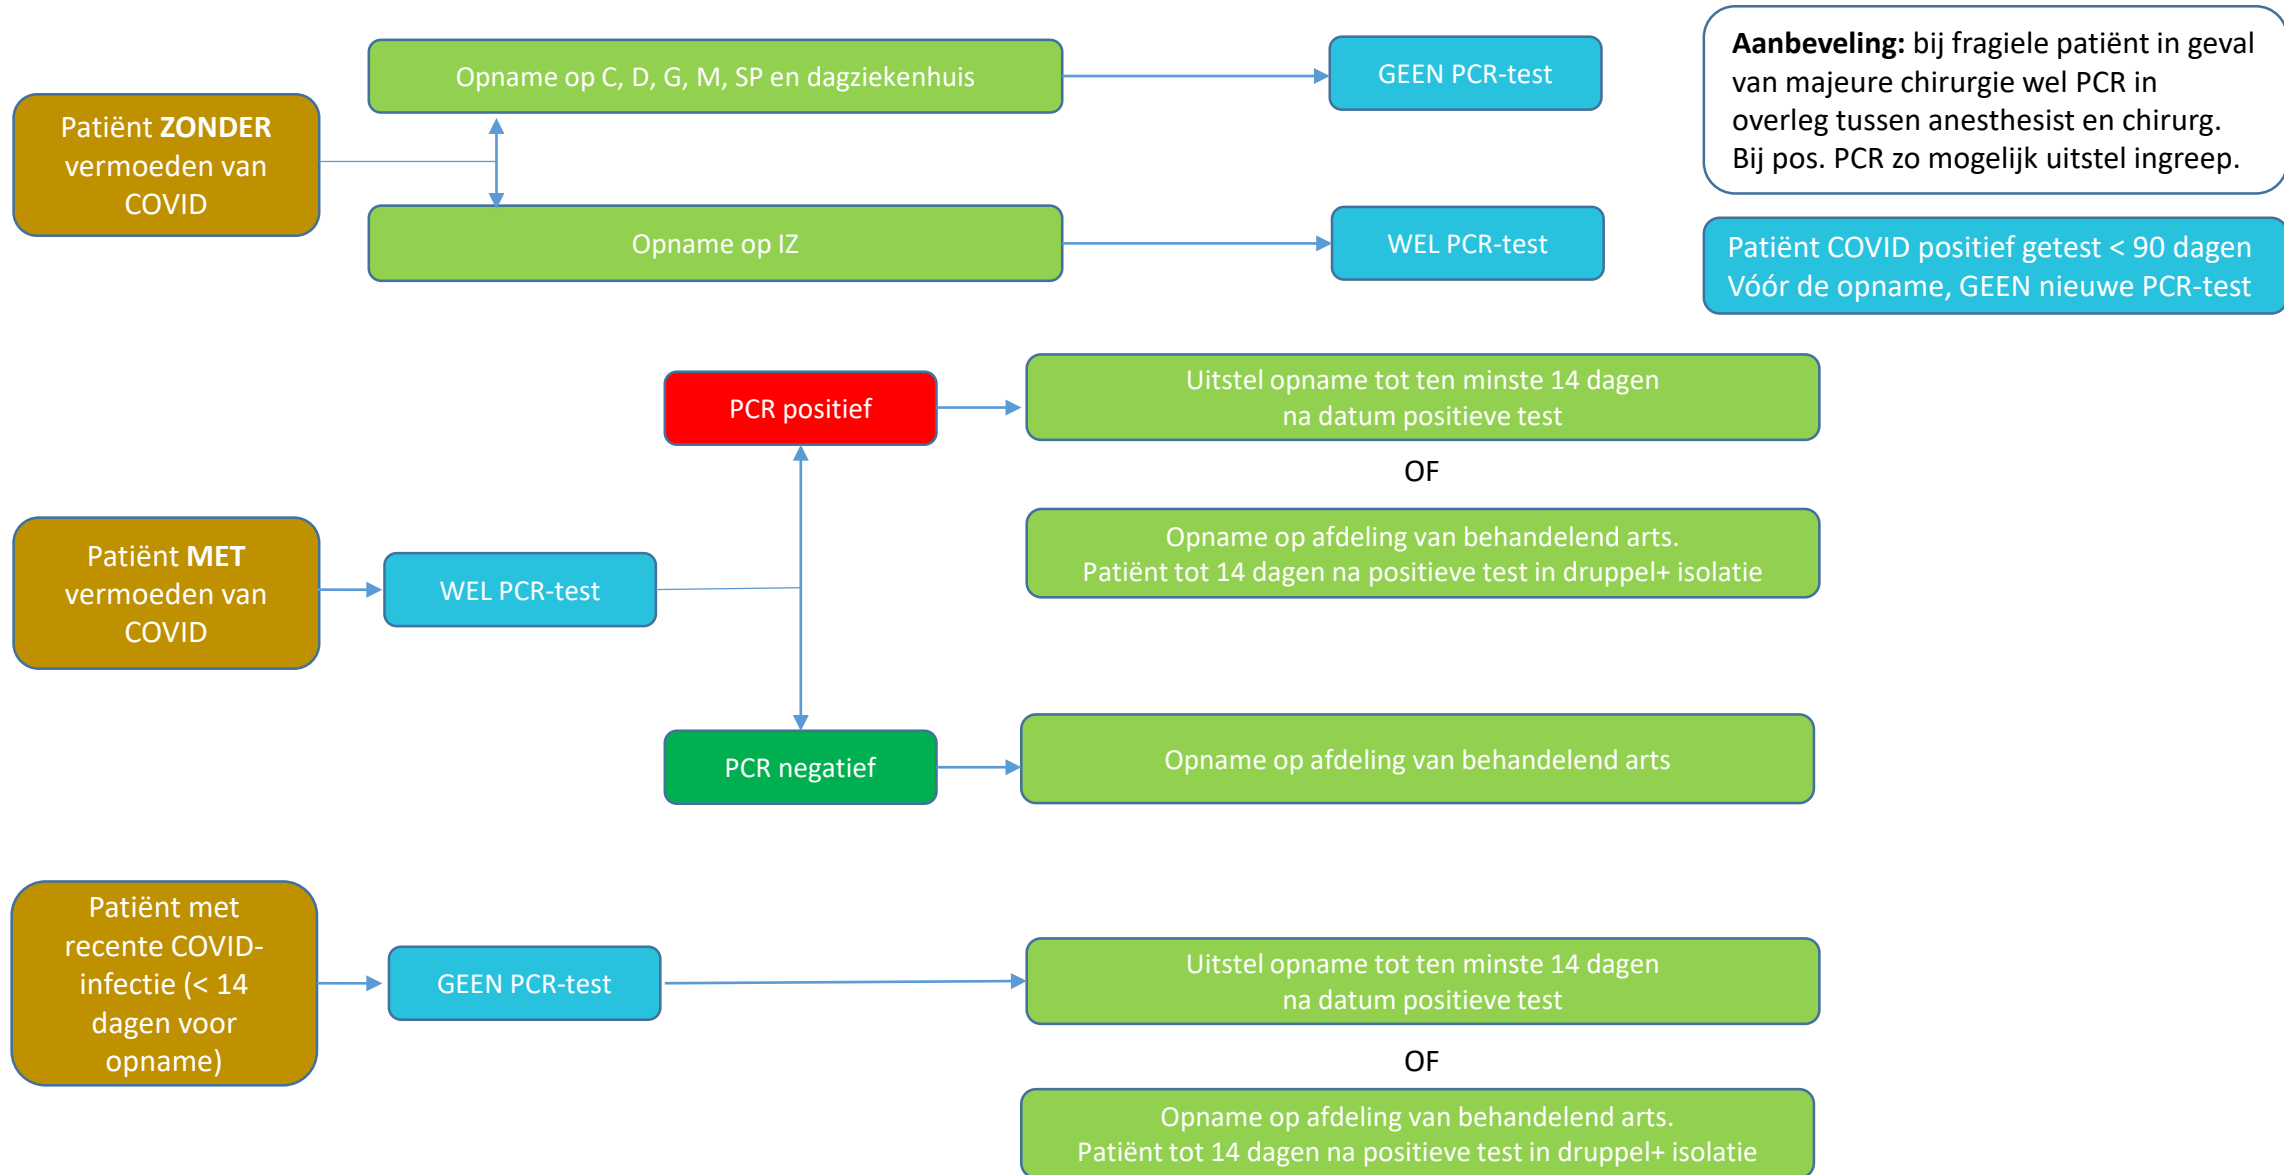 Patiënt ZONDER
vermoeden van
COVID
Opname op C, D, G, M, SP en dagziekenhuis
GEEN PCR-test
Opname op IZ
WEL PCR-test
Aanbeveling: bij fragiele patiënt in geval
van majeure chirurgie wel PCR in
overleg tussen anesthesist en chirurg.
Bij pos. PCR zo mogelijk uitstel ingreep.
Patiënt COVID positief getest < 90 dagen
Vóór de opname, GEEN nieuwe PCR-test
Patiënt MET
vermoeden van
COVID
WEL PCR-test
PCR positief
Uitstel opname tot ten minste 14 dagen
na datum positieve test
OF
Opname op afdeling van behandelend arts.
Patiënt tot 14 dagen na positieve test in druppel+ isolatie
PCR negatief
Opname op afdeling van behandelend arts
Patiënt met
recente COVID-
infectie (< 14
dagen voor
opname)
GEEN PCR-test
Uitstel opname tot ten minste 14 dagen
na datum positieve test
OF
Opname op afdeling van behandelend arts.
Patiënt tot 14 dagen na positieve test in druppel+ isolatie